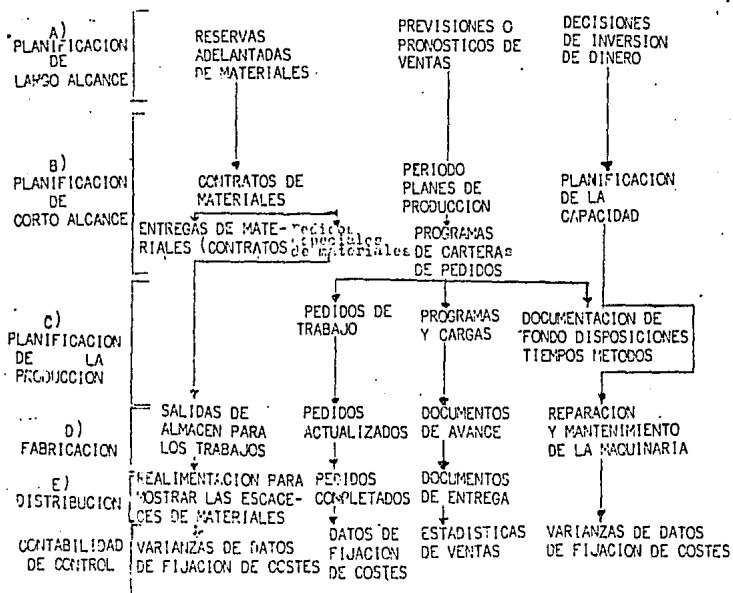 A)
PLANIFICACION
DE
LARGO ALCANCE
RESERVAS
ADELANTADAS
DE MATERIALES
PREVISIONES O
PRONOSTICOS DE
VENTAS
DECISIONES
DE INVERSION
DE DINERO
B)
PLANIFICACION
DE
CORTO ALCANCE
CONTRATOS DE
MATERIALES
PERIODO
PLANES DE
PRODUCCION
PLANIFICACION
DE LA
CAPACIDAD
ENTREGAS DE MATE-
RIALES (CONTRATOS
Pedidos
especiales
de materiales
PROGRAMAS
DE CARTERAS
DE PEDIDOS
C)
PLANIFICACION
DE LA
PRODUCCION
PEDIDOS DE
TRABAJO
PROGRAMAS
Y CARGAS
DOCUMENTACION DE
FONDO DISPOSICIONES
TIEMPOS METODOS
D)
FABRICACION
SALIDAS DE
ALMACEN PARA
LOS TRABAJOS
PEDIDOS
ACTUALIZADOS
DOCUMENTOS
DE AVANCE
REPARACION
Y MANTENIMIENTO
DE LA MAQUINARIA
E)
DISTRIBUCION
REALIMENTACION PARA
MOSTRAR LAS ESCACE-
CES DE MATERIALES
PEDIDOS
COMPLETADOS
DOCUMENTOS
DE ENTREGA
CONTABILIDAD
DE CONTROL
VARIANZAS DE DATOS
DE FIJACION DE COSTES
DATOS DE
FIJACION
DE COSTES
ESTADISTICAS
DE VENTAS
VARIANZAS DE DATOS
DE FIJACION DE COSTES